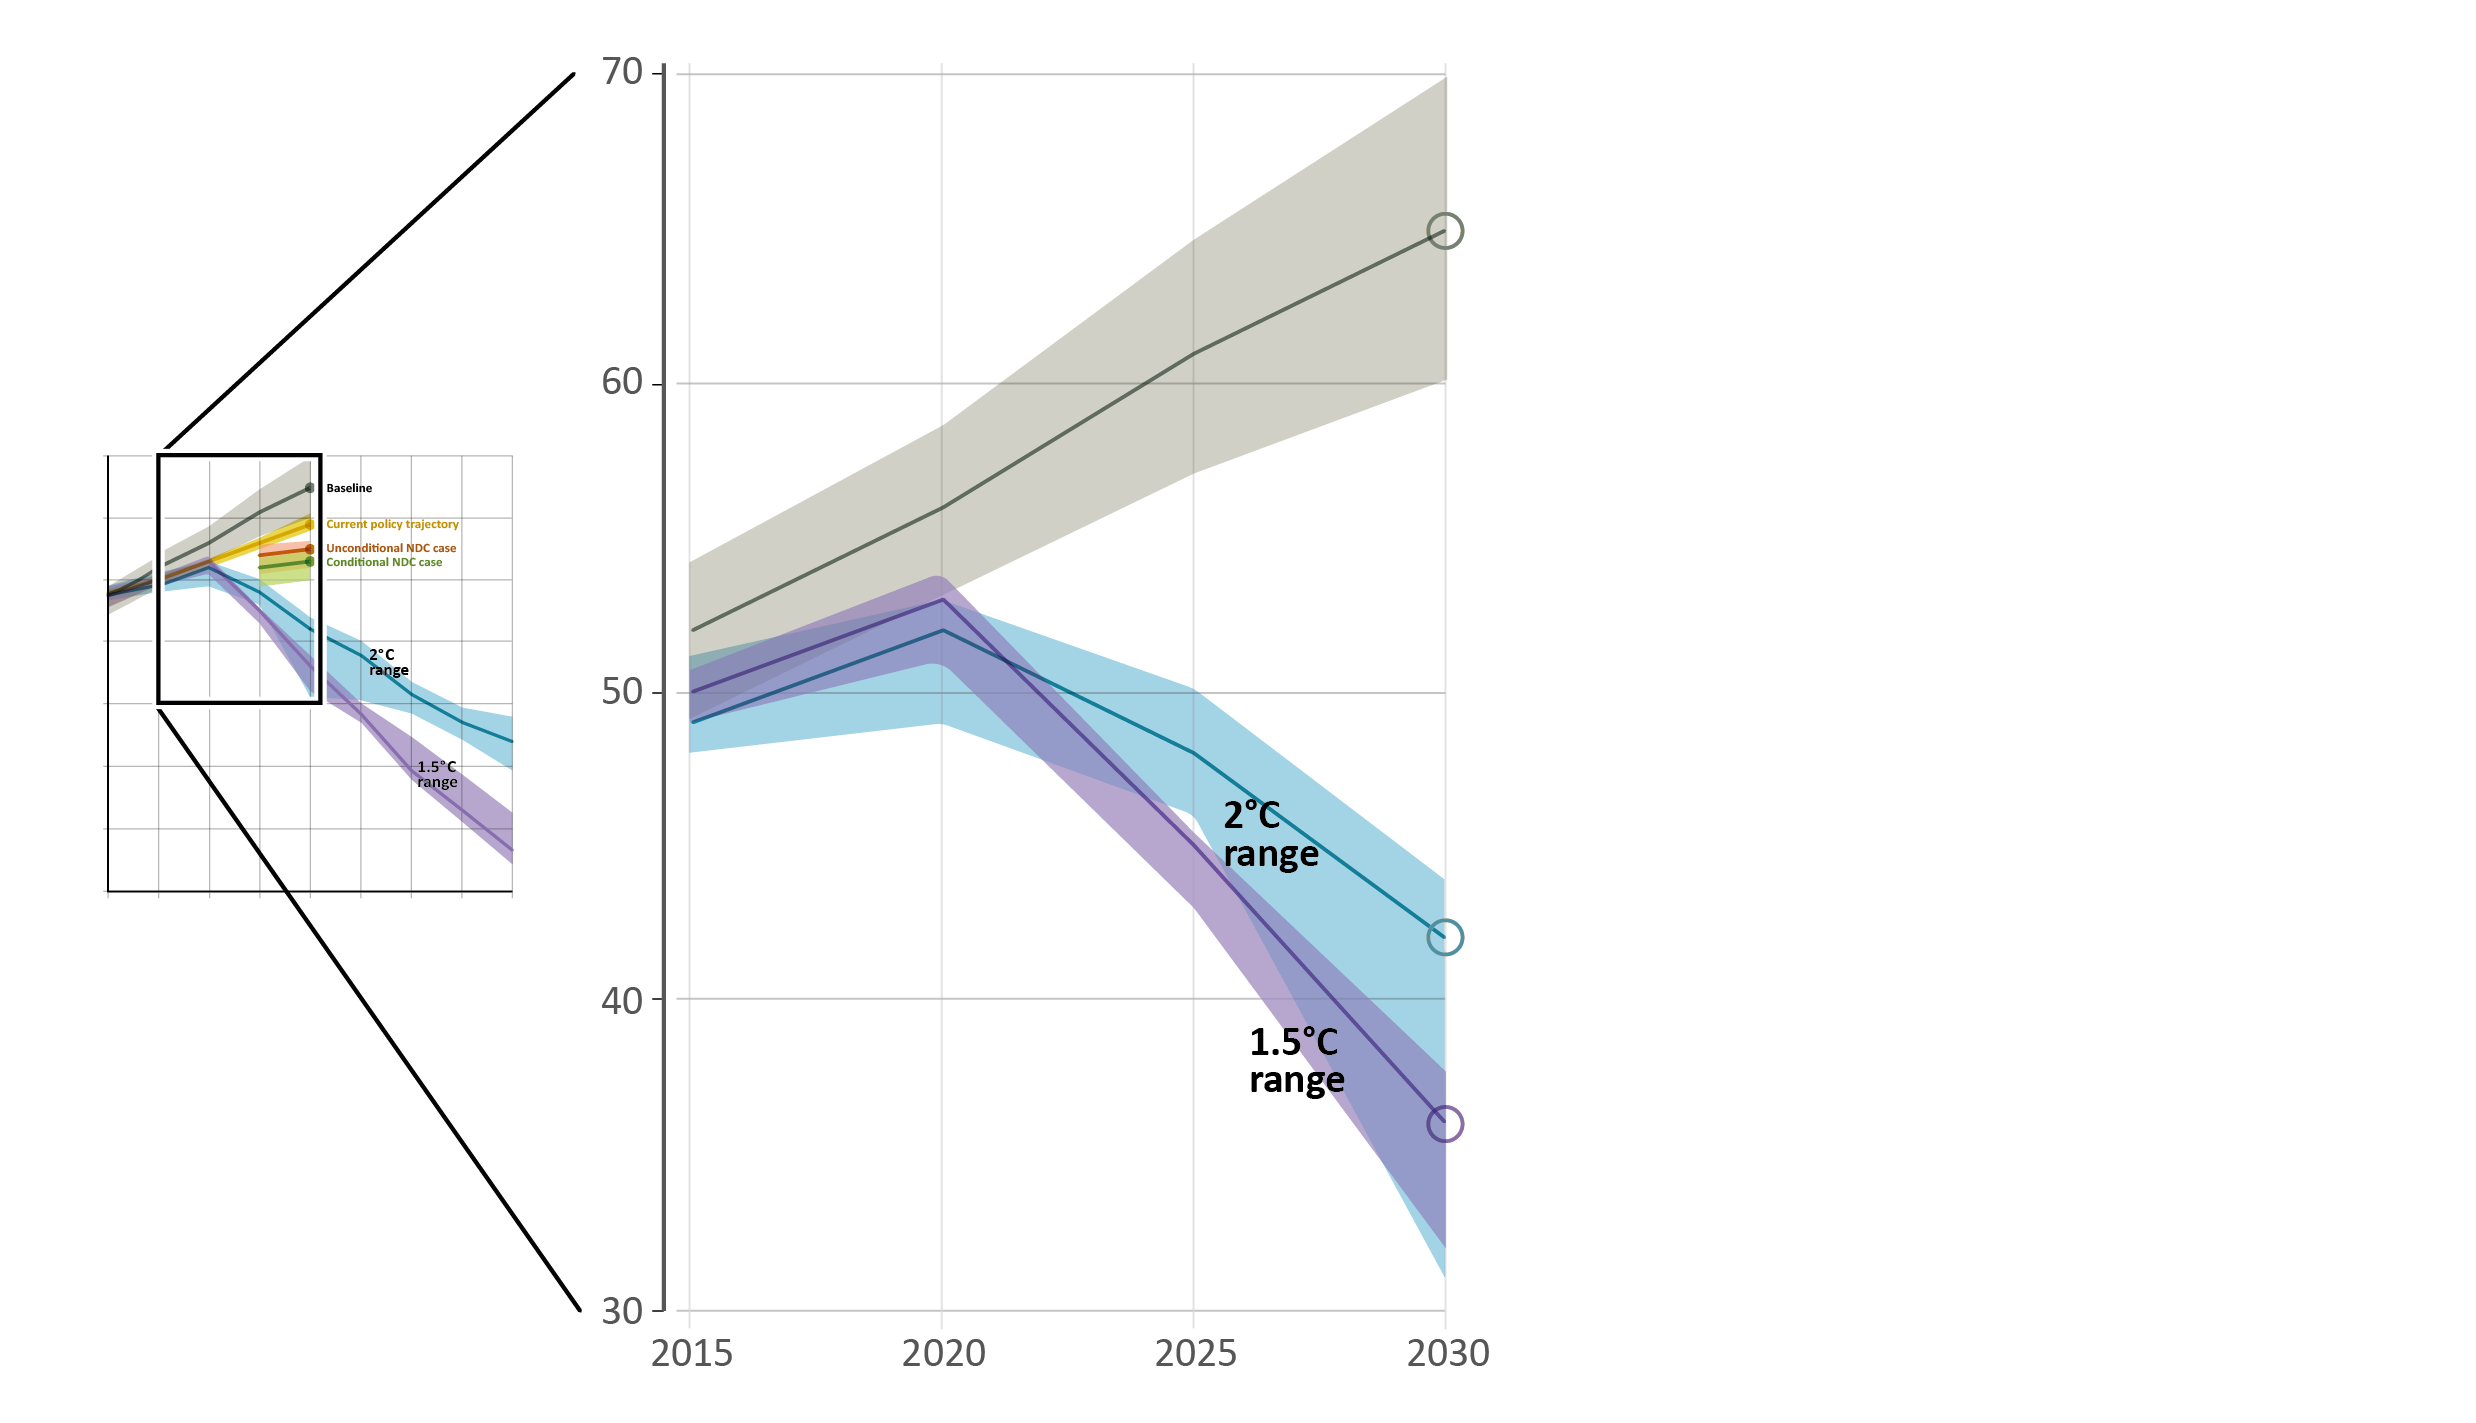 Baseline
Current policy trajectory
Unconditional NDC case
Conditional NDC case
2°C
range
1.5°C
range
70
60
50
40
30
2°C
range
1.5°C
range
2015
2020
2025
2030